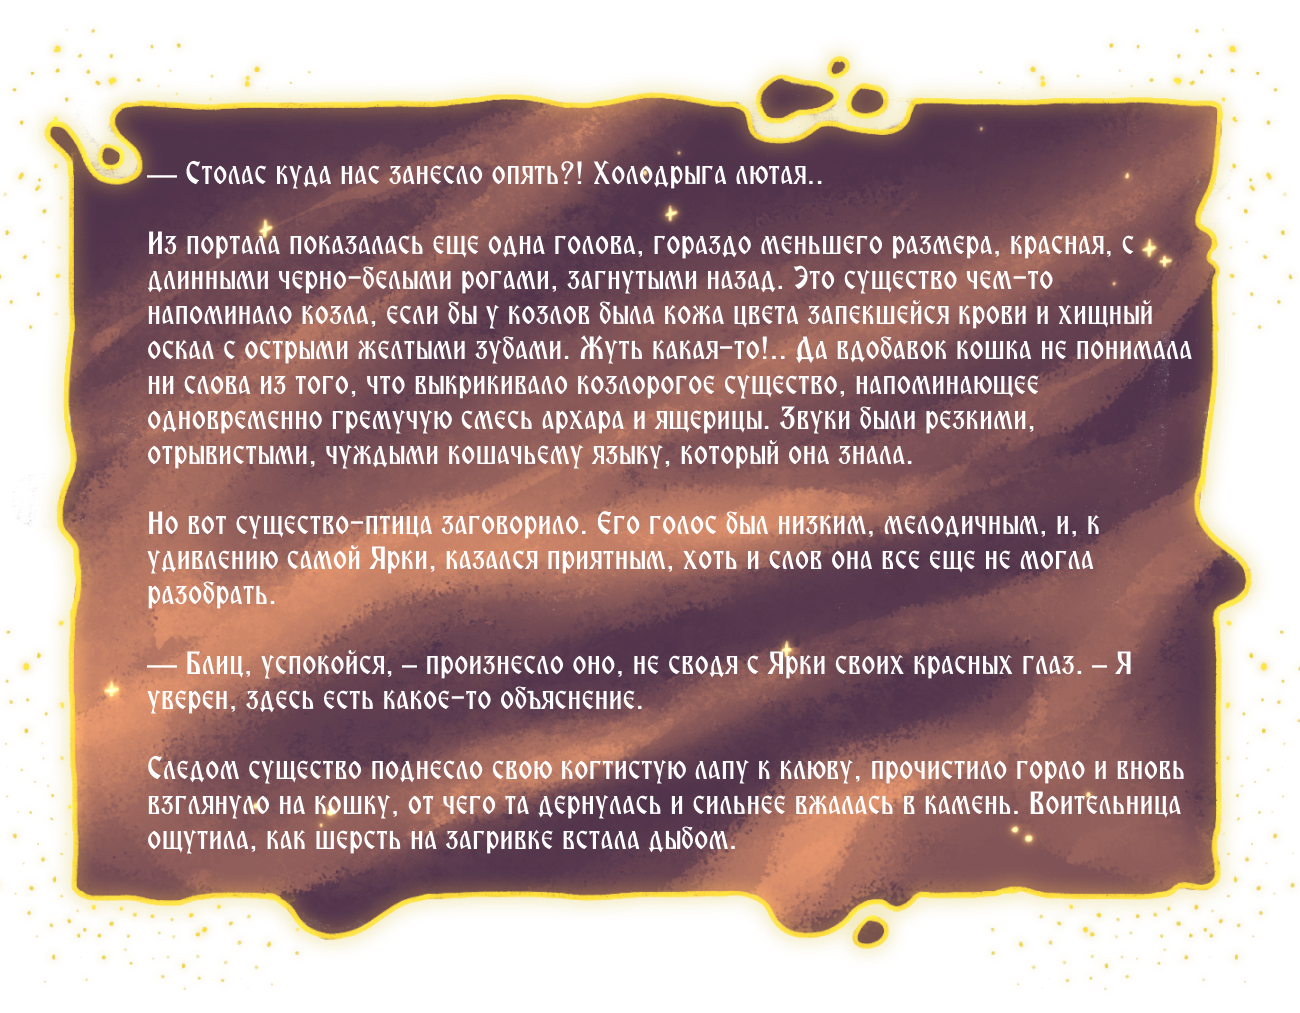 — Столас куда нас занесло опять?! Холодрыга лютая..
Из портала показалась еще одна голова, гораздо меньшего размера, красная, с
длинными черно-белыми рогами, загнутыми назад. Это существо чем-то
напоминало козла, если бы у козлов была кожа цвета запекшейся крови и хищный
оскал с острыми желтыми зубами. Жуть какая-то!.. Да вдобавок кошка не понимала
ни слова из того, что выкрикивало козлорогое существо, напоминающее
одновременно гремучую смесь архара и ящерицы. Звуки были резкими,
отрывистыми, чуждыми кошачьему языку, который она знала.
Но вот существо-птица заговорило. Его голос был низким, мелодичным, и, к
удивлению самой Ярки, казался приятным, хоть и слов она все еще не могла
разобрать.
— Блиц, успокойся, – произнесло оно, не сводя с Ярки своих красных глаз. – Я
уверен, здесь есть какое-то объяснение.
Следом существо поднесло свою когтистую лапу к клюву, прочистило горло и вновь
взглянуло на кошку, от чего та дернулась и сильнее вжалась в камень. Воительница
ощутила, как шерсть на загривке встала дыбом.